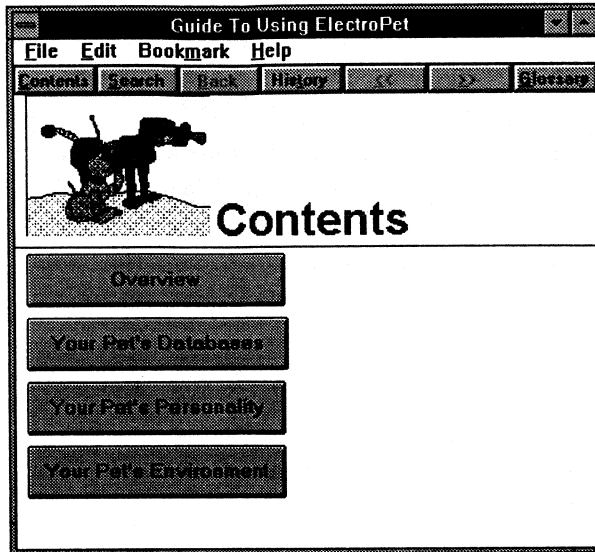 Guide To Using ElectroPet
File Edit Bookmark Help
Contents Search Back History << >> Glossary
Contents
Overview
Your Pet's Databases
Your Pet's Personality
Your Pet's Environment